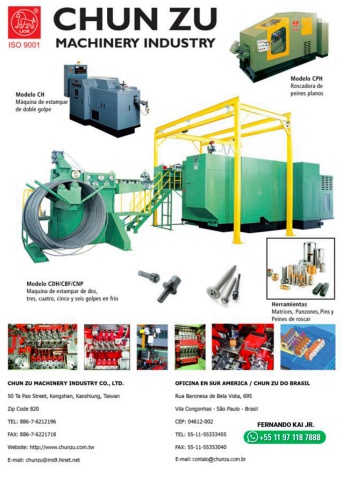 LION
ISO 9001
CHUN ZU
MACHINERY INDUSTRY
Modelo CPH
Roscadora de
peines planos
Modelo CH
Máquina de estampar
de doble golpe
Modelo CDH/CBF/CNP
Maquina de estampar de dos,
tres, cuatro, cinco y seis golpes en frío
Herramientas
Matrices, Punzones, Pins y
Peines de roscar
CHUN ZU MACHINERY INDUSTRY CO., LTD.
50 Ta Pao Street, Kangshan, Kaoshiung, Taiwan
Zip Code 820
TEL: 886-7-6212196
FAX: 886-7-6221718
Website: http://www.chunzu.com.tw
E-mail: chunzu@ms9.hinet.net
OFICINA EN SUR AMERICA / CHUN ZU DO BRASIL
Rua Baronesa de Bela Vista, 695
Vila Congonhas - São Paulo - Brasil
CEP: 04612-002
TEL: 55-11-55333455
FAX: 55-11-55353040
E-mail: contato@chunzu.com.br
FERNANDO KAI JR.
+55 11 97 118 7888